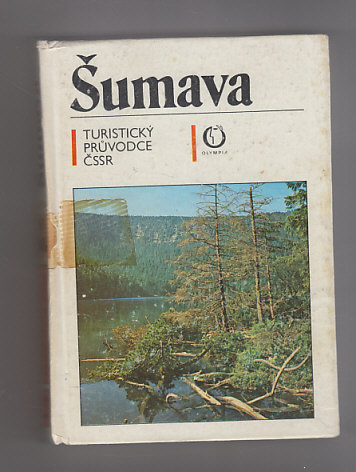 Šumava
TURISTICKÝ
PRŮVODCE
ČSSR
OLYMPIA